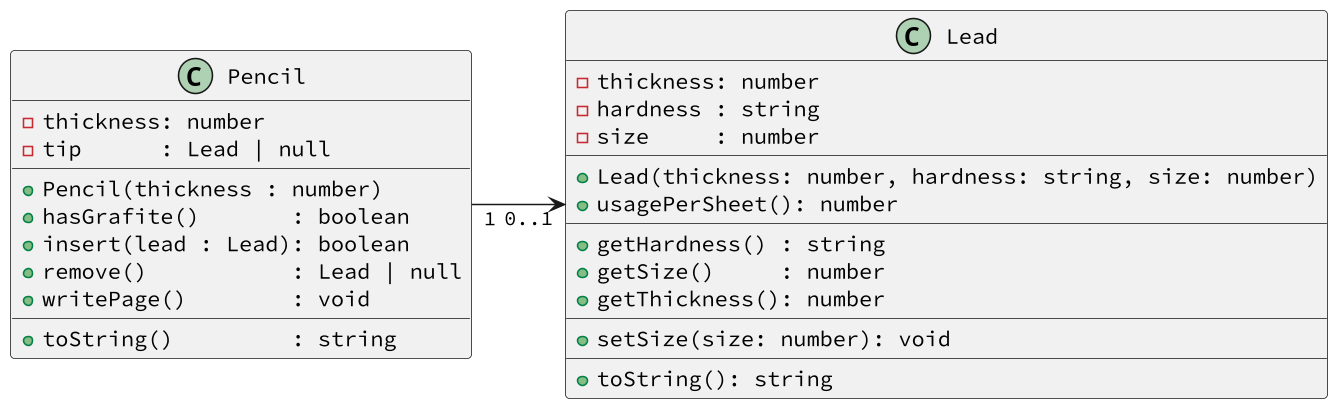 C Pencil
thickness: number
tip      : Lead | null
Pencil(thickness : number)
hasGrafite()       : boolean
insert(lead : Lead): boolean
remove()           : Lead | null
writePage()        : void
toString()         : string
1 0..1
C Lead
thickness: number
hardness : string
size     : number
Lead(thickness: number, hardness: string, size: number)
usagePerSheet(): number
getHardness() : string
getSize()     : number
getThickness(): number
setSize(size: number): void
toString(): string